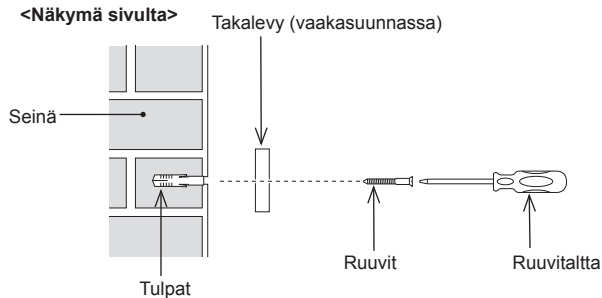 <Näkymä sivulta>
Takalevy (vaakasuunnassa)
Seinä
Ruuvit
Ruuvitaltta
Tulpat